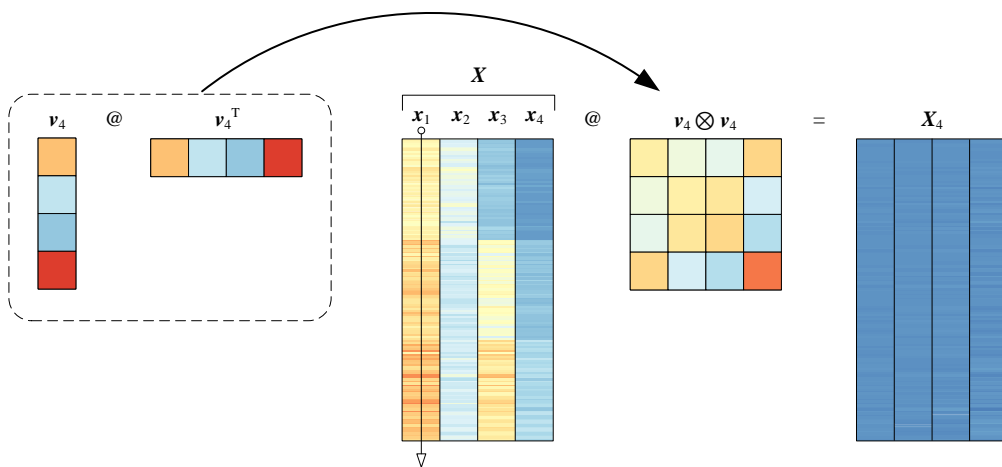 X
v₄ @ v₄ᵀ x₁ x₂ x₃ x₄ @ v₄ ⊗ v₄ = X₄